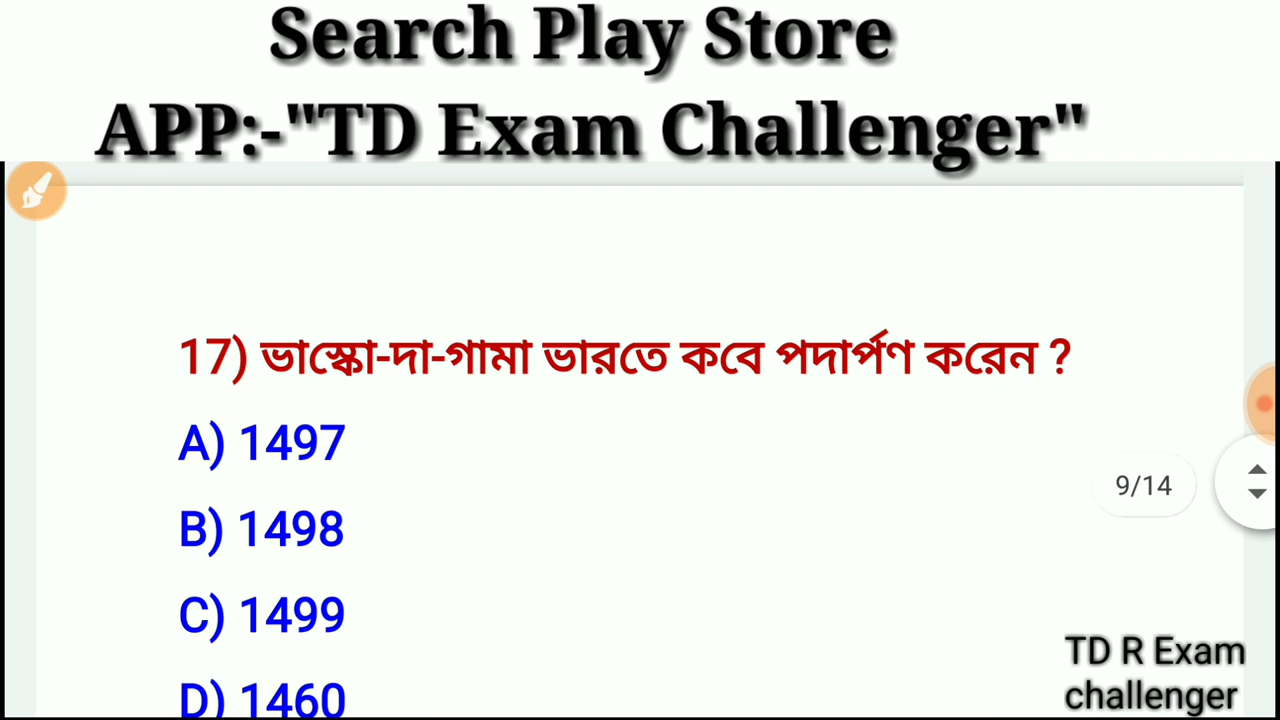 Search Play Store
APP:-"TD Exam Challenger"
17) ভাস্কো-দা-গামা ভারতে কবে পদার্পণ করেন ?
A) 1497
9/14
B) 1498
C) 1499
TD R Exam
challenger
D) 1460